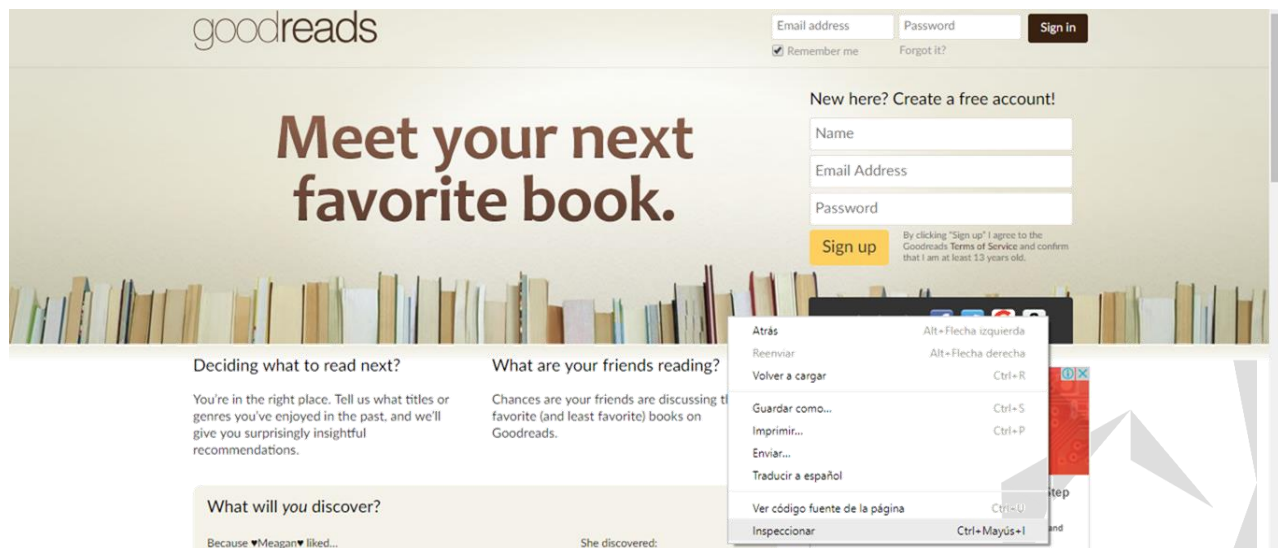 goodreads
Email address
Password
Sign in
Remember me
Forgot it?
Meet your next
favorite book.
New here? Create a free account!
Name
Email Address
Password
Sign up
By clicking "Sign up" I agree to the
Goodreads Terms of Service and confirm
that I am at least 13 years old.
Deciding what to read next?
You're in the right place. Tell us what titles or
genres you've enjoyed in the past, and we'll
give you surprisingly insightful
recommendations.
What are your friends reading?
Chances are your friends are discussing
favorite (and least favorite) books on
Goodreads.
Atrás Alt+Flecha izquierda
Reenviar Alt+Flecha derecha
Volver a cargar Ctrl+R
Guardar como... Ctrl+S
Imprimir... Ctrl+P
Enviar...
Traducir a español
Ver código fuente de la página Ctrl+U
Inspeccionar Ctrl+Mayús+I
and
What will you discover?
Because ♥Meagan♥ liked...
She discovered: